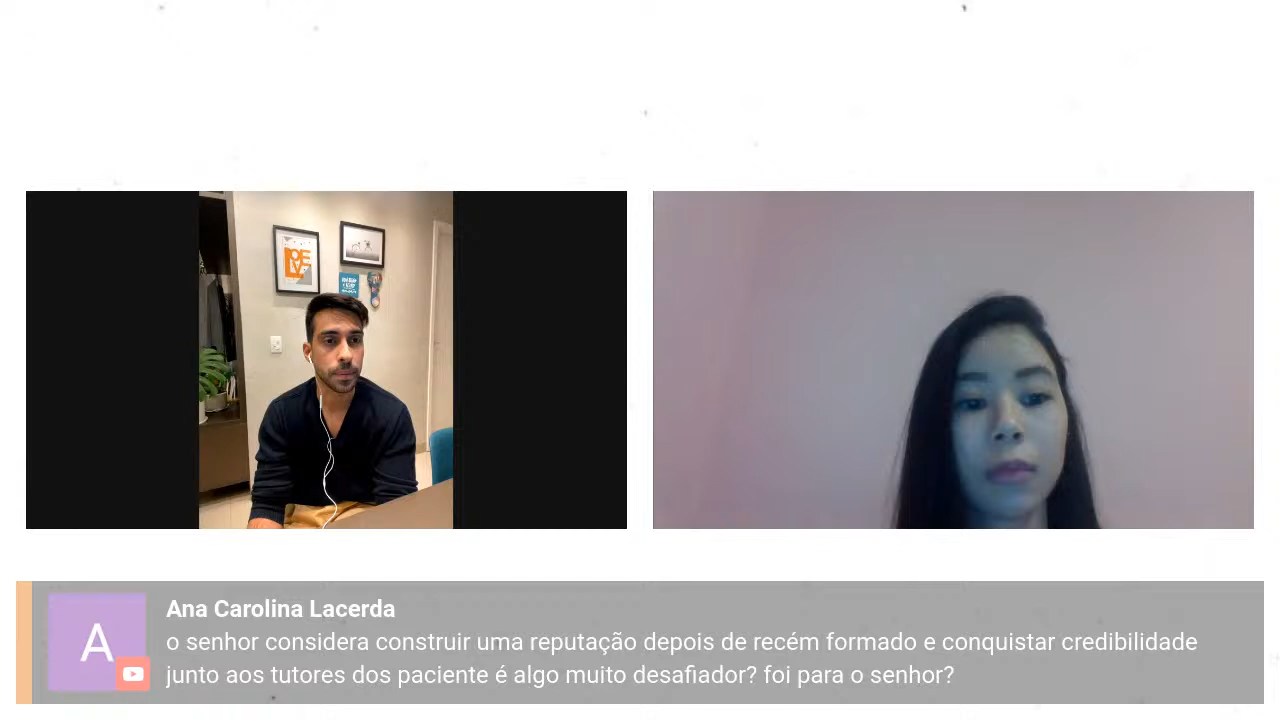 LOVE
A
Ana Carolina Lacerda
o senhor considera construir uma reputação depois de recém formado e conquistar credibilidade
junto aos tutores dos paciente é algo muito desafiador? foi para o senhor?